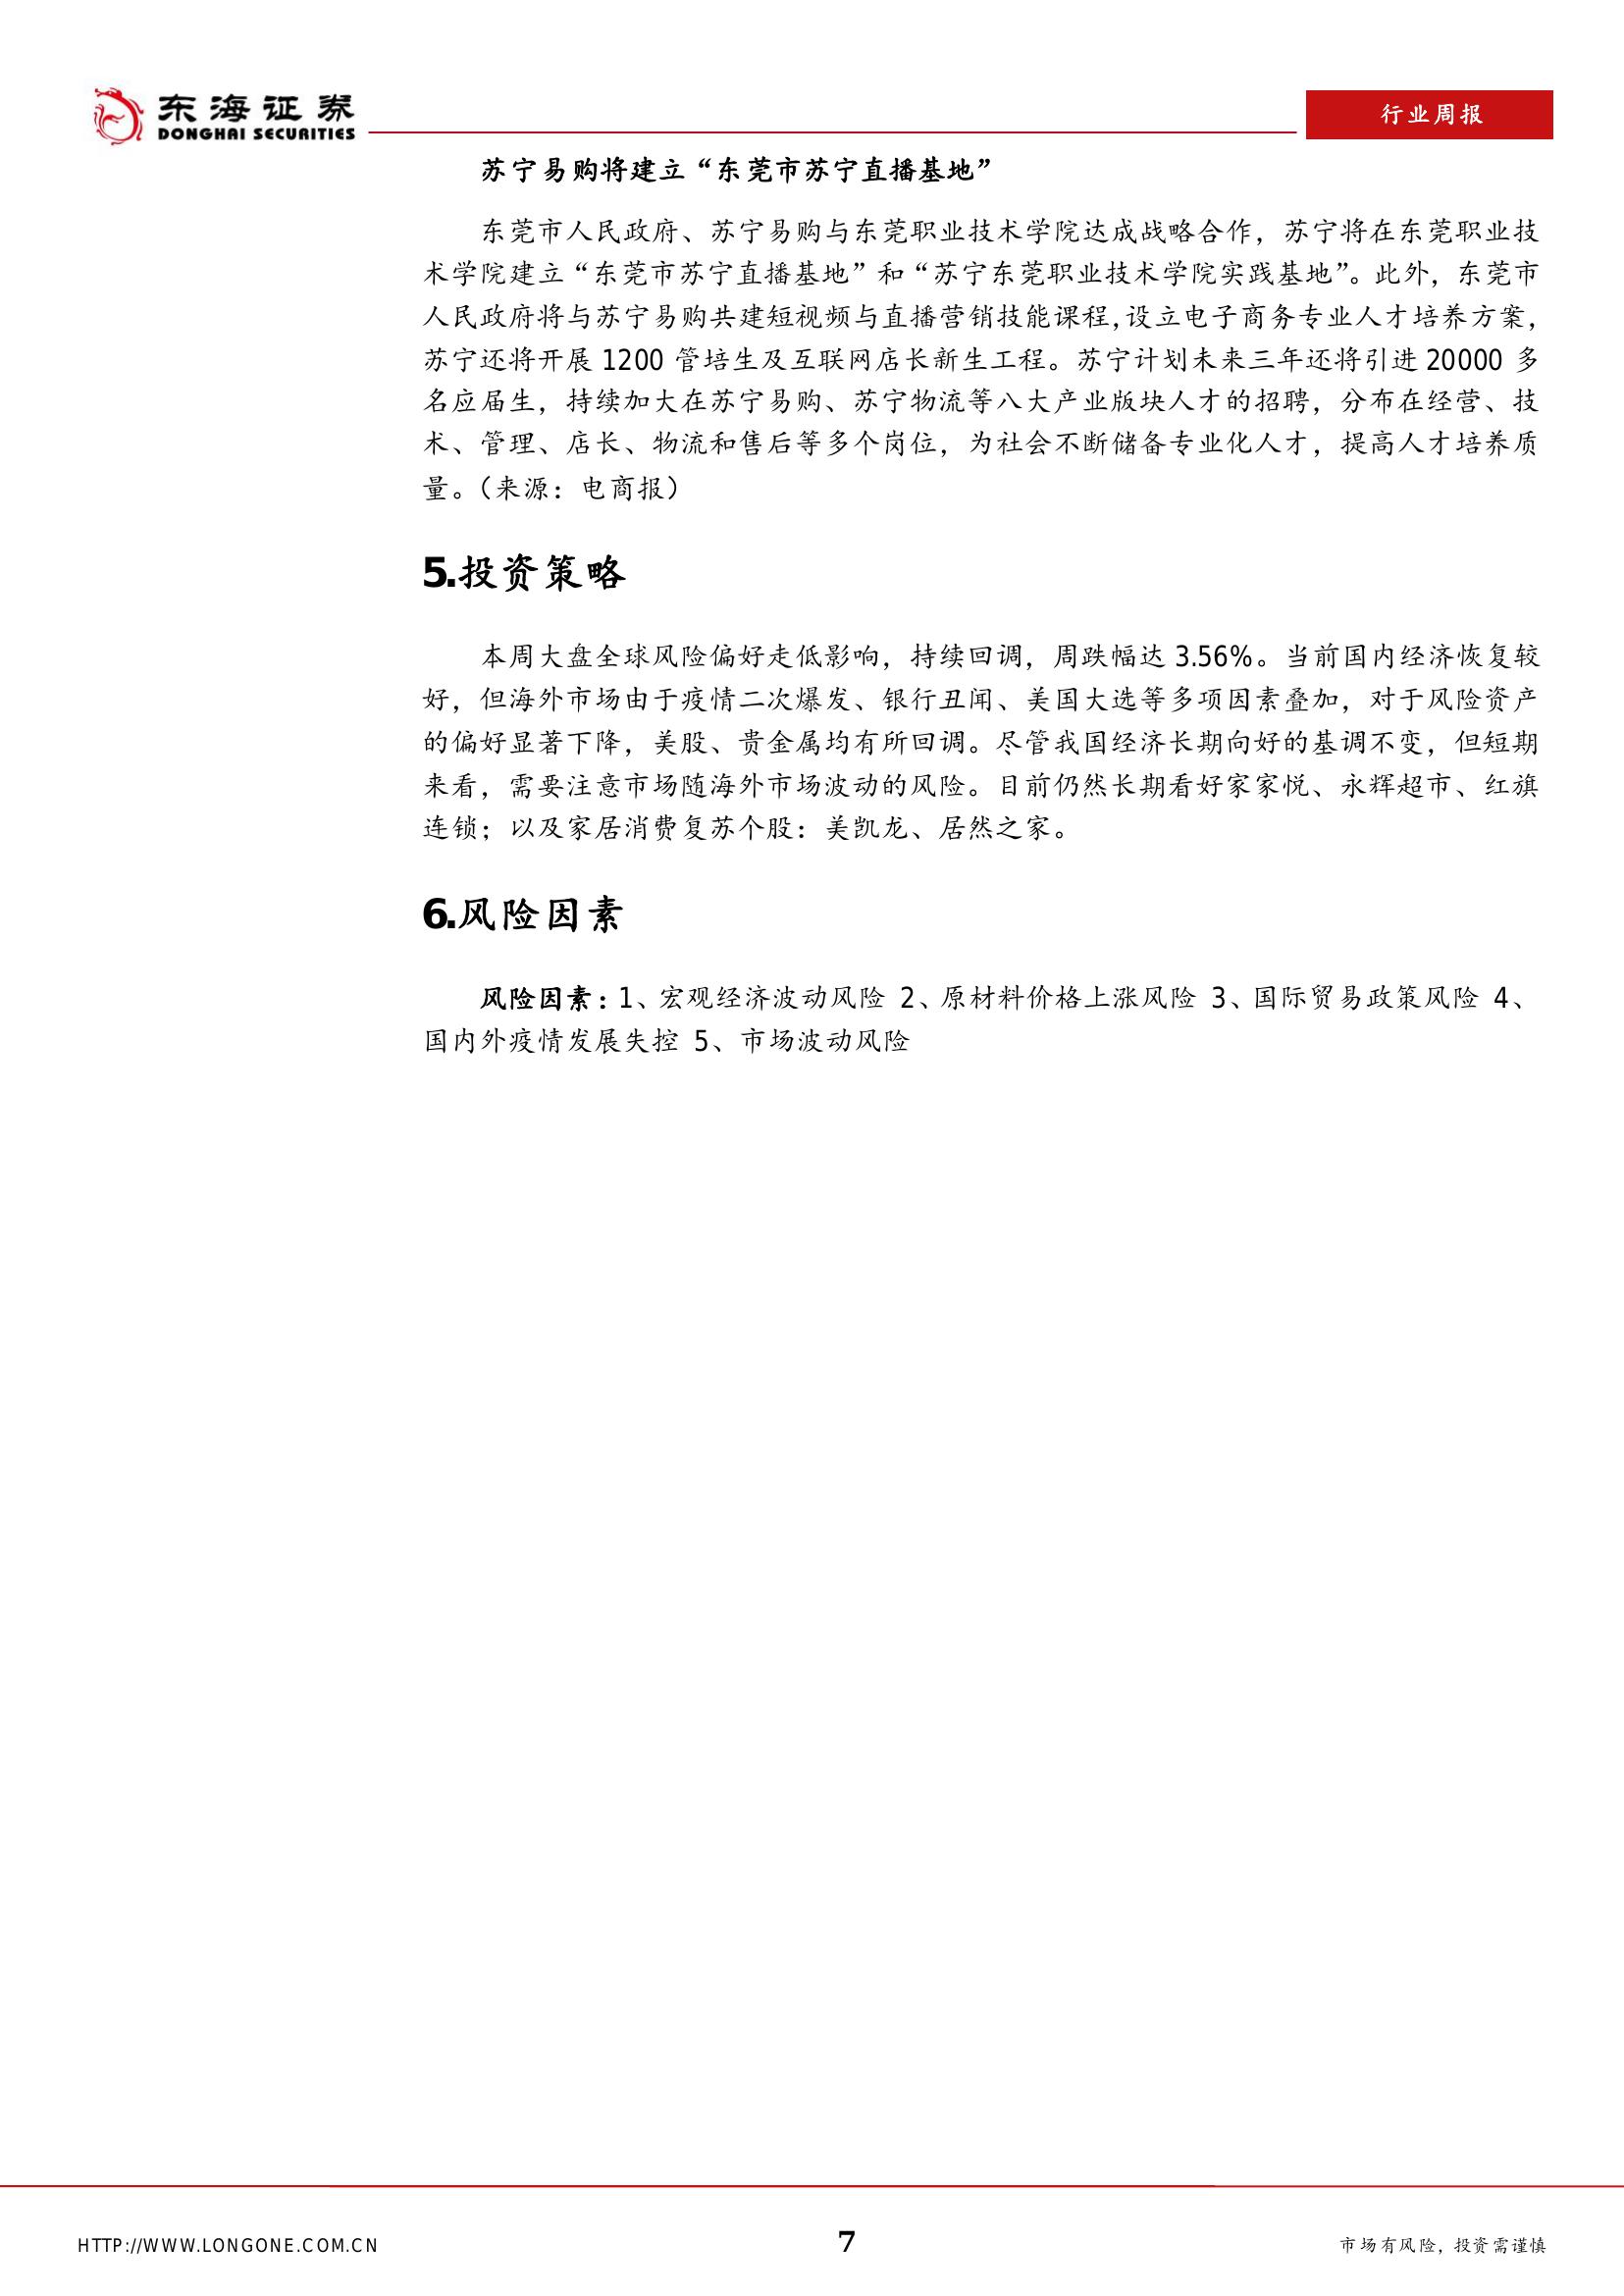 东海证券
DONGHAI SECURITIES
行业周报
苏宁易购将建立“东莞市苏宁直播基地”
东莞市人民政府、苏宁易购与东莞职业技术学院达成战略合作，苏宁将在东莞职业技
术学院建立“东莞市苏宁直播基地”和“苏宁东莞职业技术学院实践基地”。此外，东莞市
人民政府将与苏宁易购共建短视频与直播营销技能课程，设立电子商务专业人才培养方案，
苏宁还将开展 1200 管培生及互联网店长新生工程。苏宁计划未来三年还将引进 20000 多
名应届生，持续加大在苏宁易购、苏宁物流等八大产业版块人才的招聘，分布在经营、技
术、管理、店长、物流和售后等多个岗位，为社会不断储备专业化人才，提高人才培养质
量。（来源：电商报）
5.投资策略
本周大盘全球风险偏好走低影响，持续回调，周跌幅达 3.56%。当前国内经济恢复较
好，但海外市场由于疫情二次爆发、银行丑闻、美国大选等多项因素叠加，对于风险资产
的偏好显著下降，美股、贵金属均有所回调。尽管我国经济长期向好的基调不变，但短期
来看，需要注意市场随海外市场波动的风险。目前仍然长期看好家家悦、永辉超市、红旗
连锁；以及家居消费复苏个股：美凯龙、居然之家。
6.风险因素
风险因素：1、宏观经济波动风险 2、原材料价格上涨风险 3、国际贸易政策风险 4、
国内外疫情发展失控 5、市场波动风险
HTTP://WWW.LONGONE.COM.CN
7
市场有风险，投资需谨慎